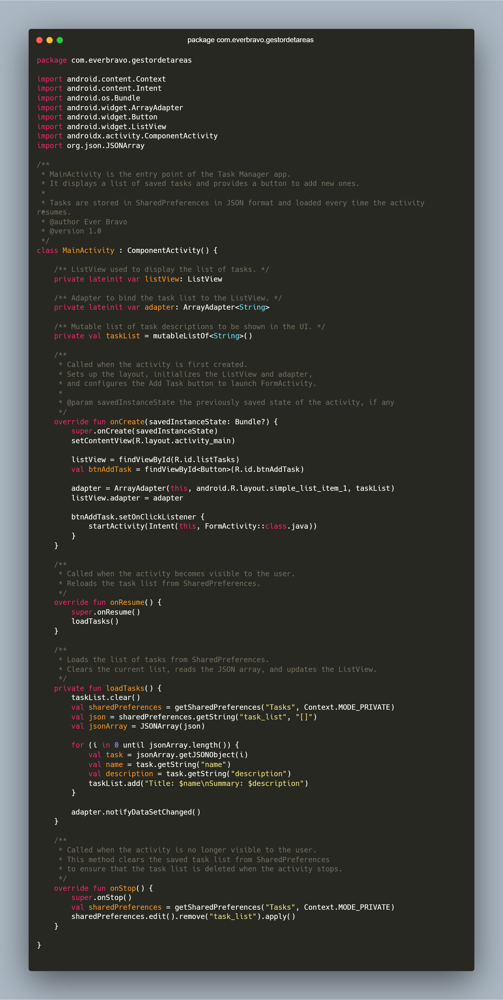 package com.everbravo.gestordetareas
package com.everbravo.gestordetareas

import android.content.Context
import android.content.Intent
import android.os.Bundle
import android.widget.ArrayAdapter
import android.widget.Button
import android.widget.ListView
import androidx.activity.ComponentActivity
import org.json.JSONArray

/**
 * MainActivity is the entry point of the Task Manager app.
 * It displays a list of saved tasks and provides a button to add new ones.
 *
 * Tasks are stored in SharedPreferences in JSON format and loaded every time the activity
resumes.
 *
 * @author Ever Bravo
 * @version 1.0
 */
class MainActivity : ComponentActivity() {

    /** ListView used to display the list of tasks. */
    private lateinit var listView: ListView

    /** Adapter to bind the task list to the ListView. */
    private lateinit var adapter: ArrayAdapter<String>

    /** Mutable list of task descriptions to be shown in the UI. */
    private val taskList = mutableListOf<String>()

    /**
     * Called when the activity is first created.
     * Sets up the layout, initializes the ListView and adapter,
     * and configures the Add Task button to launch FormActivity.
     *
     * @param savedInstanceState the previously saved state of the activity, if any
     */
    override fun onCreate(savedInstanceState: Bundle?) {
        super.onCreate(savedInstanceState)
        setContentView(R.layout.activity_main)

        listView = findViewById(R.id.listTasks)
        val btnAddTask = findViewById<Button>(R.id.btnAddTask)

        adapter = ArrayAdapter(this, android.R.layout.simple_list_item_1, taskList)
        listView.adapter = adapter

        btnAddTask.setOnClickListener {
            startActivity(Intent(this, FormActivity::class.java))
        }
    }

    /**
     * Called when the activity becomes visible to the user.
     * Reloads the task list from SharedPreferences.
     */
    override fun onResume() {
        super.onResume()
        loadTasks()
    }

    /**
     * Loads the list of tasks from SharedPreferences.
     * Clears the current list, reads the JSON array, and updates the ListView.
     */
    private fun loadTasks() {
        taskList.clear()
        val sharedPreferences = getSharedPreferences("Tasks", Context.MODE_PRIVATE)
        val json = sharedPreferences.getString("task_list", "[]")
        val jsonArray = JSONArray(json)

        for (i in 0 until jsonArray.length()) {
            val task = jsonArray.getJSONObject(i)
            val name = task.getString("name")
            val description = task.getString("description")
            taskList.add("Title: $name\nSummary: $description")
        }

        adapter.notifyDataSetChanged()
    }

    /**
     * Called when the activity is no longer visible to the user.
     * This method clears the saved task list from SharedPreferences
     * to ensure that the task list is deleted when the activity stops.
     */
    override fun onStop() {
        super.onStop()
        val sharedPreferences = getSharedPreferences("Tasks", Context.MODE_PRIVATE)
        sharedPreferences.edit().remove("task_list").apply()
    }

}